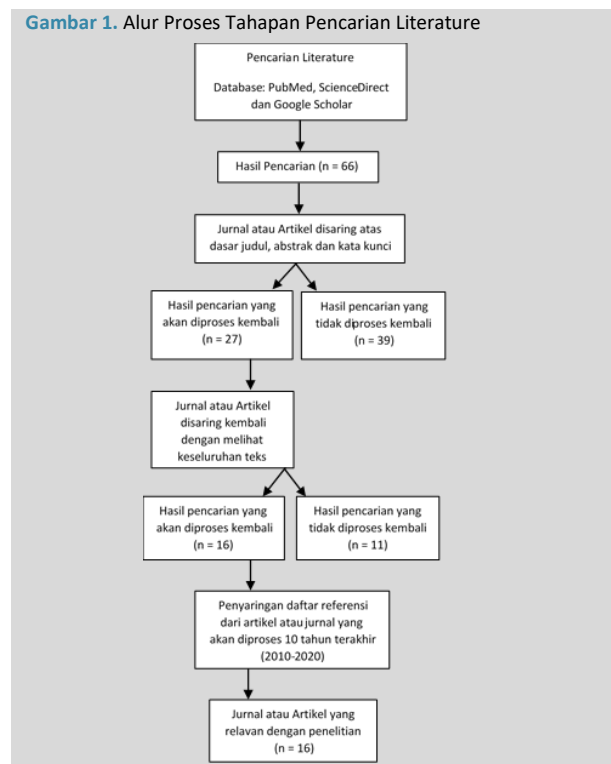 Gambar 1. Alur Proses Tahapan Pencarian Literature
Pencarian Literature
Database: PubMed, ScienceDirect
dan Google Scholar
Hasil Pencarian (n = 66)
Jurnal atau Artikel disaring atas
dasar judul, abstrak dan kata kunci
Hasil pencarian yang
akan diproses kembali
(n = 27)
Hasil pencarian yang
tidak diproses kembali
(n = 39)
Jurnal atau Artikel
disaring kembali
dengan melihat
keseluruhan teks
Hasil pencarian yang
akan diproses kembali
(n = 16)
Hasil pencarian yang
tidak diproses kembali
(n = 11)
Penyaringan daftar referensi
dari artikel atau jurnal yang
akan diproses 10 tahun terakhir
(2010-2020)
Jurnal atau Artikel yang
relavan dengan penelitian
(n = 16)